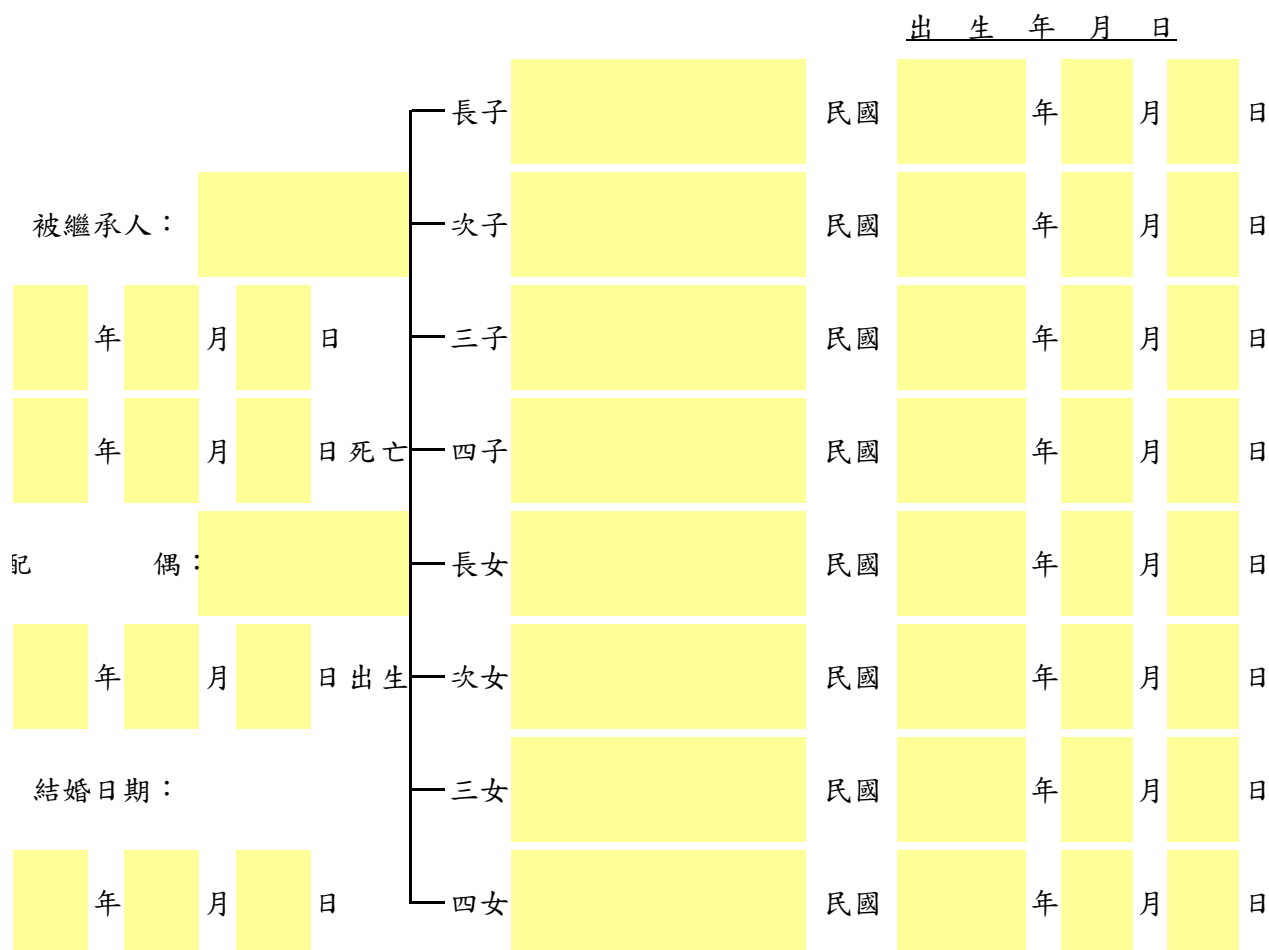 出 生 年 月 日
長子 民國 年 月 日
被繼承人： 次子 民國 年 月 日
年 月 日 三子 民國 年 月 日
年 月 日死亡 四子 民國 年 月 日
配 偶： 長女 民國 年 月 日
年 月 日出生 次女 民國 年 月 日
結婚日期： 三女 民國 年 月 日
年 月 日 四女 民國 年 月 日